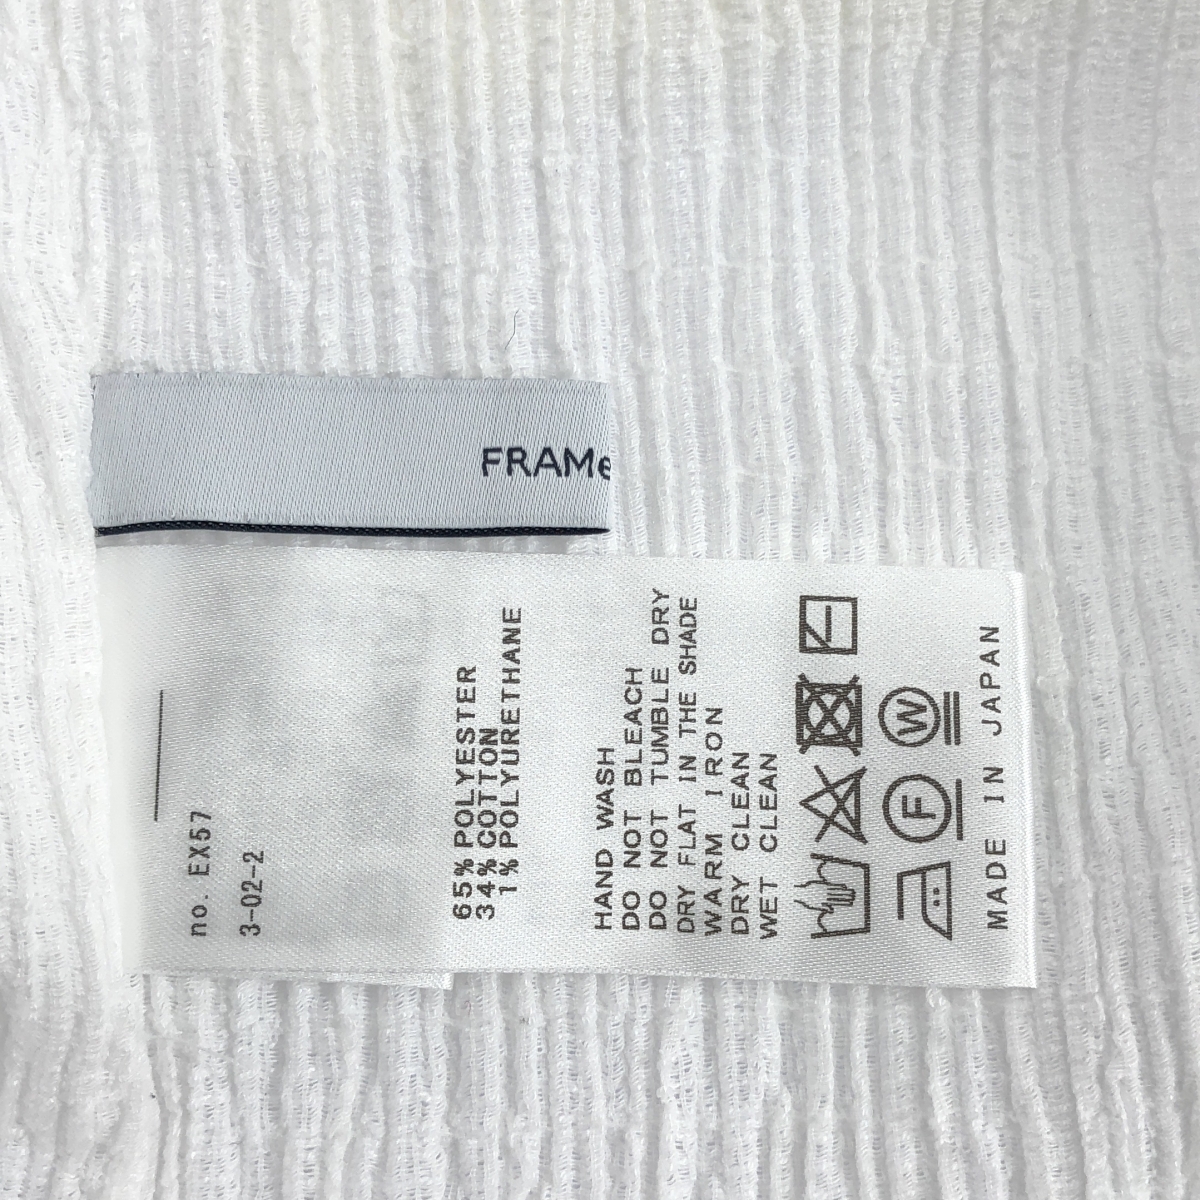 FRAMe
no. EX57
3-02-2
65% POLYESTER
34% COTTON
1% POLYURETHANE
HAND WASH
DO NOT BLEACH
DO NOT TUMBLE DRY
DRY FLAT IN THE SHADE
WARM IRON
DRY CLEAN
WET CLEAN
F W
MADE IN JAPAN